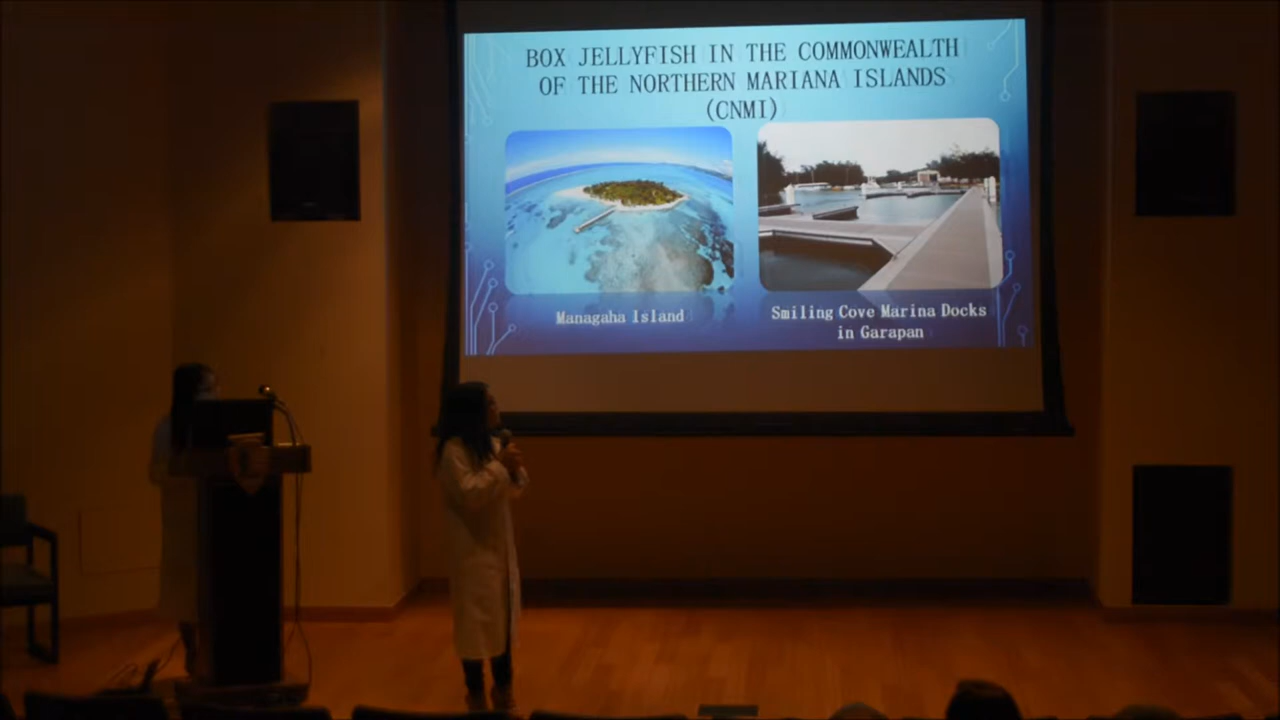 BOX JELLYFISH IN THE COMMONWEALTH
OF THE NORTHERN MARIANA ISLANDS
(CNMI)
Managaha Island
Smiling Cove Marina Docks
in Garapan